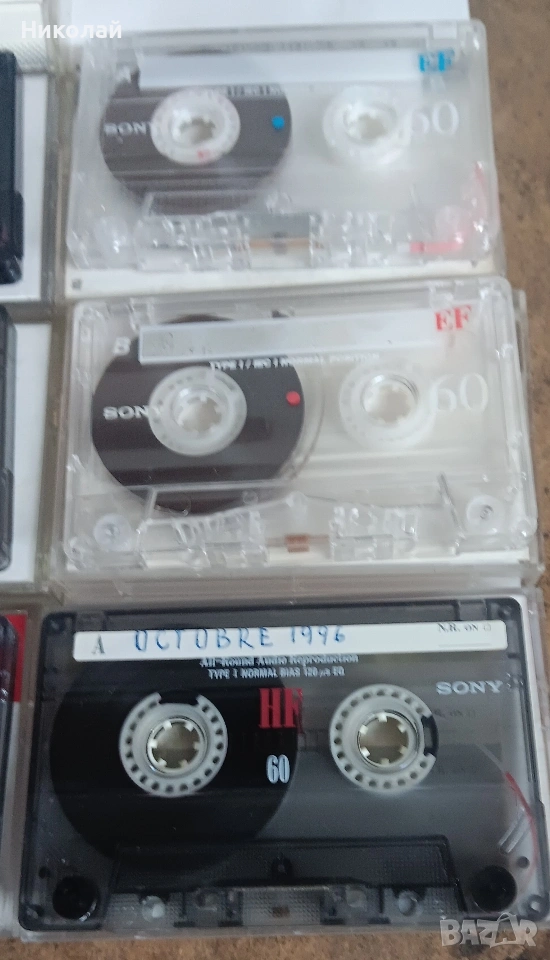 Николай
EF
A
SONY
60
EF
B
TYPE I / IEC I NORMAL POSITION
SONY
60
A OCTOBRE 1996 N.R.
All-Round Audio Reproduction
TYPE I NORMAL BIAS 120 µs EQ
SONY
HF
60
BAZAR